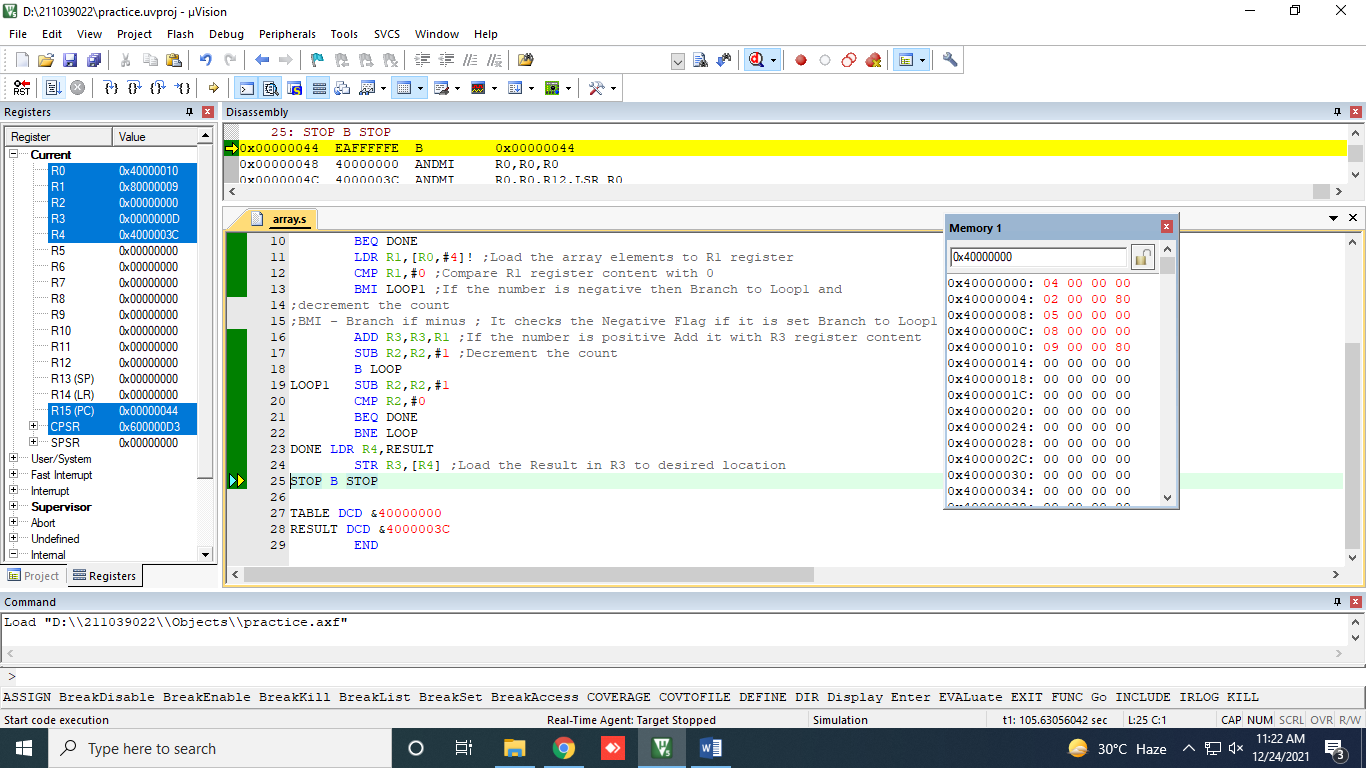 D:\211039022\practice.uvproj - µVision
File Edit View Project Flash Debug Peripherals Tools SVCS Window Help
RST
Registers
Register Value
Current
R0 0x40000010
R1 0x80000009
R2 0x00000000
R3 0x0000000D
R4 0x4000003C
R5 0x00000000
R6 0x00000000
R7 0x00000000
R8 0x00000000
R9 0x00000000
R10 0x00000000
R11 0x00000000
R12 0x00000000
R13 (SP) 0x00000000
R14 (LR) 0x00000000
R15 (PC) 0x00000044
CPSR 0x600000D3
SPSR 0x00000000
User/System
Fast Interrupt
Interrupt
Supervisor
Abort
Undefined
Internal
Project Registers
Disassembly
25: STOP B STOP
0x00000044 EAFFFFFE B 0x00000044
0x00000048 40000000 ANDMI R0,R0,R0
0x0000004C 4000003C ANDMI R0,R0,R12,LSR R0
array.s
10 BEQ DONE
11 LDR R1,[R0,#4]! ;Load the array elements to R1 register
12 CMP R1,#0 ;Compare R1 register content with 0
13 BMI LOOP1 ;If the number is negative then Branch to Loop1 and
14 ;decrement the count
15 ;BMI - Branch if minus ; It checks the Negative Flag if it is set Branch to Loop1
16 ADD R3,R3,R1 ;If the number is positive Add it with R3 register content
17 SUB R2,R2,#1 ;Decrement the count
18 B LOOP
19 LOOP1 SUB R2,R2,#1
20 CMP R2,#0
21 BEQ DONE
22 BNE LOOP
23 DONE LDR R4,RESULT
24 STR R3,[R4] ;Load the Result in R3 to desired location
25 STOP B STOP
26
27 TABLE DCD &40000000
28 RESULT DCD &4000003C
29 END
Memory 1
0x40000000
0x40000000: 04 00 00 00
0x40000004: 02 00 00 80
0x40000008: 05 00 00 00
0x4000000C: 08 00 00 00
0x40000010: 09 00 00 80
0x40000014: 00 00 00 00
0x40000018: 00 00 00 00
0x4000001C: 00 00 00 00
0x40000020: 00 00 00 00
0x40000024: 00 00 00 00
0x40000028: 00 00 00 00
0x4000002C: 00 00 00 00
0x40000030: 00 00 00 00
0x40000034: 00 00 00 00
Command
Load "D:\\211039022\\Objects\\practice.axf"
>
ASSIGN BreakDisable BreakEnable BreakKill BreakList BreakSet BreakAccess COVERAGE COVTOFILE DEFINE DIR Display Enter EVALuate EXIT FUNC Go INCLUDE IRLOG KILL
Start code execution Real-Time Agent: Target Stopped Simulation t1: 105.63056042 sec L:25 C:1 CAP NUM SCRL OVR R/W
Type here to search
30°C Haze
11:22 AM
12/24/2021
3